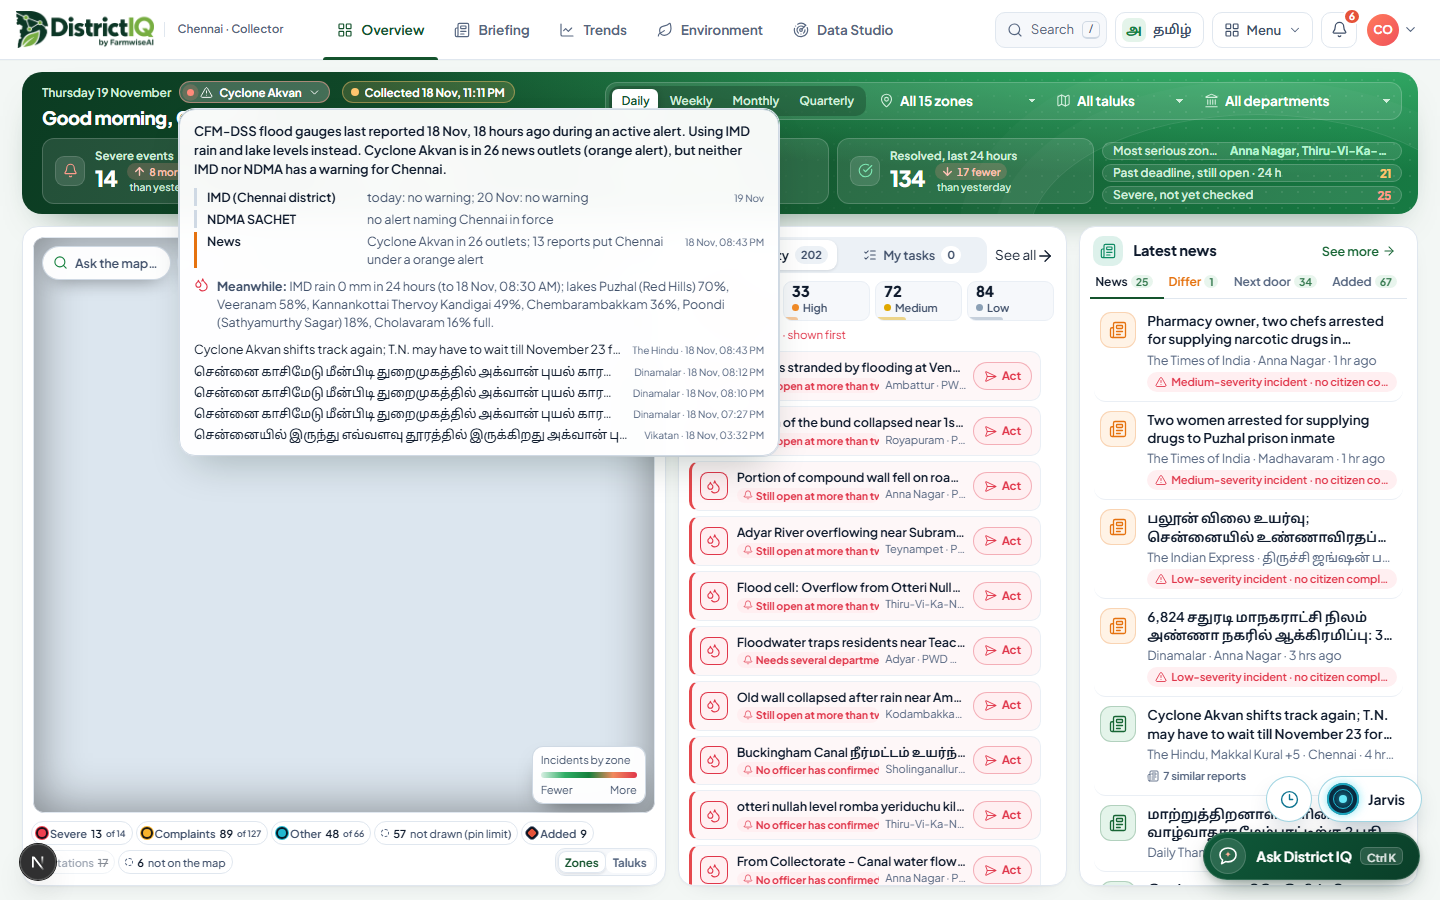 DistrictIQ
by FarmwiseAI
Chennai · Collector
Overview
Briefing
Trends
Environment
Data Studio
Search /
அ தமிழ்
Menu
6
CO
Thursday 19 November
Cyclone Akvan
Collected 18 Nov, 11:11 PM
Daily
Weekly
Monthly
Quarterly
All 15 zones
All taluks
All departments
Good morning,
Severe events
14
8 mor
than yeste
Resolved, last 24 hours
134
17 fewer
than yesterday
Most serious zon... Anna Nagar, Thiru-Vi-Ka-...
Past deadline, still open · 24 h 21
Severe, not yet checked 25
CFM-DSS flood gauges last reported 18 Nov, 18 hours ago during an active alert. Using IMD
rain and lake levels instead. Cyclone Akvan is in 26 news outlets (orange alert), but neither
IMD nor NDMA has a warning for Chennai.
IMD (Chennai district) today: no warning; 20 Nov: no warning 19 Nov
NDMA SACHET no alert naming Chennai in force
News Cyclone Akvan in 26 outlets; 13 reports put Chennai 18 Nov, 08:43 PM
under a orange alert
Meanwhile: IMD rain 0 mm in 24 hours (to 18 Nov, 08:30 AM); lakes Puzhal (Red Hills) 70%,
Veeranam 58%, Kannankottai Thervoy Kandigai 49%, Chembarambakkam 36%, Poondi
(Sathyamurthy Sagar) 18%, Cholavaram 16% full.
Cyclone Akvan shifts track again; T.N. may have to wait till November 23 f... The Hindu · 18 Nov, 08:43 PM
சென்னை காசிமேடு மீன்பிடி துறைமுகத்தில் அக்வான் புயல் கார... Dinamalar · 18 Nov, 08:12 PM
சென்னை காசிமேடு மீன்பிடி துறைமுகத்தில் அக்வான் புயல் கார... Dinamalar · 18 Nov, 08:10 PM
சென்னை காசிமேடு மீன்பிடி துறைமுகத்தில் அக்வான் புயல் கார... Dinamalar · 18 Nov, 07:27 PM
சென்னையில் இருந்து எவ்வளவு தூரத்தில் இருக்கிறது அக்வான் பு... Vikatan · 18 Nov, 03:32 PM
Ask the map...
Incidents by zone
Fewer More
Severe 13 of 14
Complaints 89 of 127
Other 48 of 66
57 not drawn (pin limit)
Added 9
tations 17
6 not on the map
Zones
Taluks
N
202
My tasks 0
See all
33
High
72
Medium
84
Low
· shown first
s stranded by flooding at Ven...
open at more than tv Ambattur · PW...
Act
of the bund collapsed near 1s...
open at more than tv Royapuram · P...
Act
Portion of compound wall fell on roa...
Still open at more than tv Anna Nagar · P...
Act
Adyar River overflowing near Subram...
Still open at more than tv Teynampet · P...
Act
Flood cell: Overflow from Otteri Null...
Still open at more than tv Thiru-Vi-Ka-N...
Act
Floodwater traps residents near Teac...
Needs several departme Adyar · PWD ...
Act
Old wall collapsed after rain near Am...
Still open at more than tv Kodambakka...
Act
Buckingham Canal நீர்மட்டம் உயர்ந்...
No officer has confirmed Sholinganallur...
Act
otteri nullah level romba yeriduchu kil...
No officer has confirmed Thiru-Vi-Ka-N...
Act
From Collectorate - Canal water flow...
No officer has confirmed Anna Nagar · P...
Act
Latest news
See more
News 25
Differ 1
Next door 34
Added 67
Pharmacy owner, two chefs arrested
for supplying narcotic drugs in...
The Times of India · Anna Nagar · 1 hr ago
Medium-severity incident · no citizen co...
Two women arrested for supplying
drugs to Puzhal prison inmate
The Times of India · Madhavaram · 1 hr ago
Medium-severity incident · no citizen co...
பலூன் விலை உயர்வு;
சென்னையில் உண்ணாவிரதப்...
The Indian Express · திருச்சி ஜங்ஷன் ப...
Low-severity incident · no citizen compl...
6,824 சதுரடி மாநகராட்சி நிலம்
அண்ணா நகரில் ஆக்கிரமிப்பு: 3...
Dinamalar · Anna Nagar · 3 hrs ago
Low-severity incident · no citizen compl...
Cyclone Akvan shifts track again; T.N.
may have to wait till November 23 for...
The Hindu, Makkal Kural +5 · Chennai · 4 hr...
7 similar reports
Daily Than
Jarvis
Ask District IQ Ctrl K